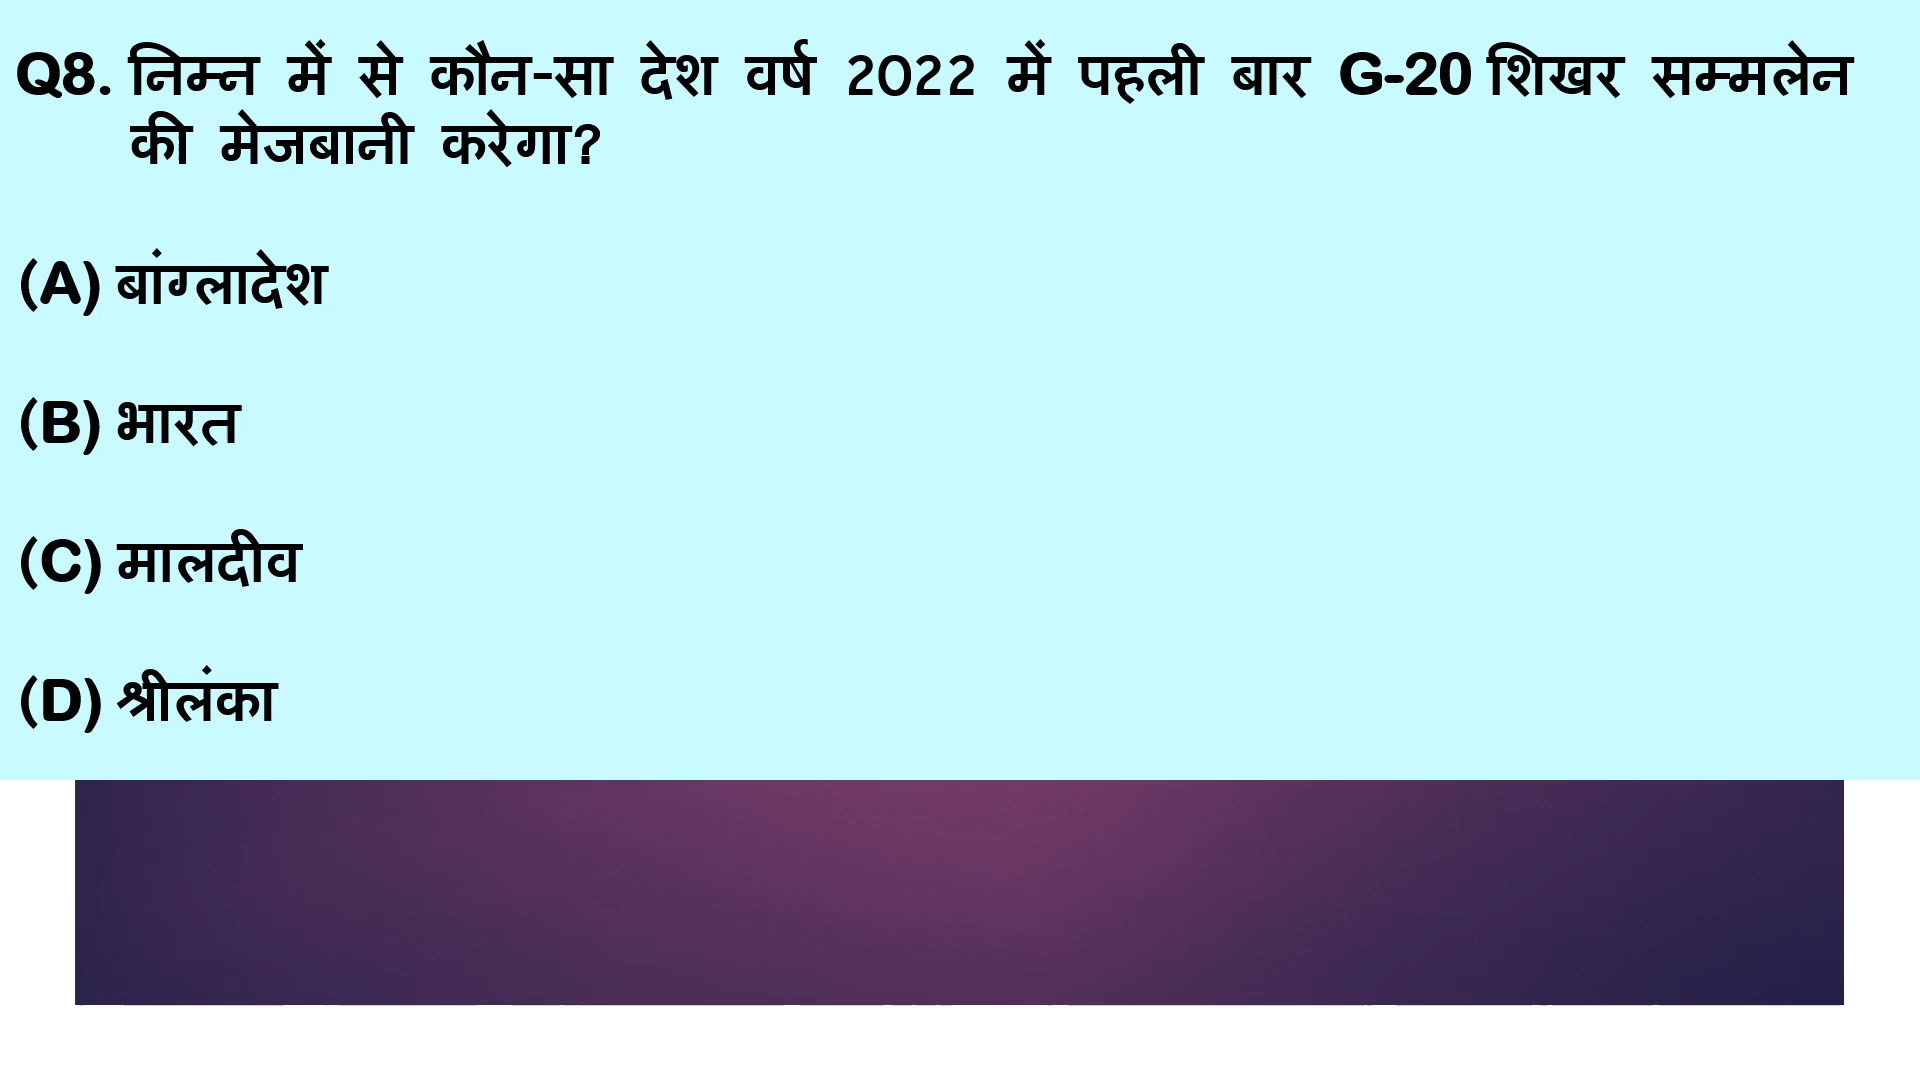 Q8. निम्न में से कौन-सा देश वर्ष 2022 में पहली बार G-20 शिखर सम्मलेन
की मेजबानी करेगा?
(A) बांग्लादेश
(B) भारत
(C) मालदीव
(D) श्रीलंका